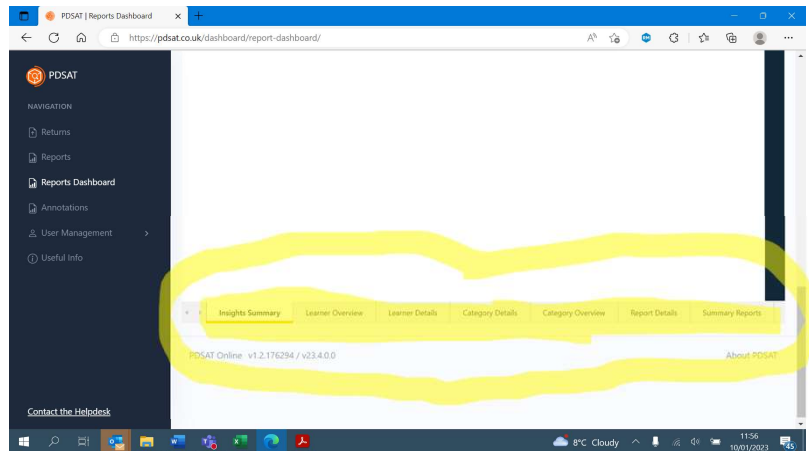 PDSAT | Reports Dashboard
https://pdsat.co.uk/dashboard/report-dashboard/
PDSAT
NAVIGATION
Returns
Reports
Reports Dashboard
Annotations
User Management
Useful Info
Insights Summary Learner Overview Learner Details Category Details Category Overview Report Details Summary Reports
PDSAT Online v1.2.176294 / v23.4.0.0 About PDSAT
Contact the Helpdesk
8°C Cloudy 11:56
10/01/2023 45